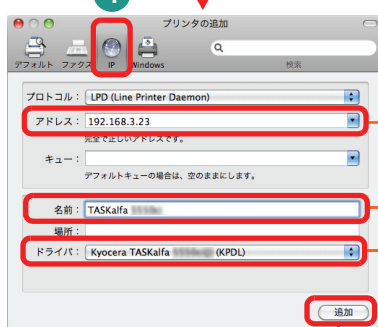 プリンタの追加
デフォルト ファクス IP Windows 検索
プロトコル： LPD (Line Printer Daemon)
アドレス： 192.168.3.23
完全で正しいアドレスです。
キュー：
デフォルトキューの場合は、空のままにします。
名前： TASKalfa
場所：
ドライバ： Kyocera TASKalfa (KPDL)
追加